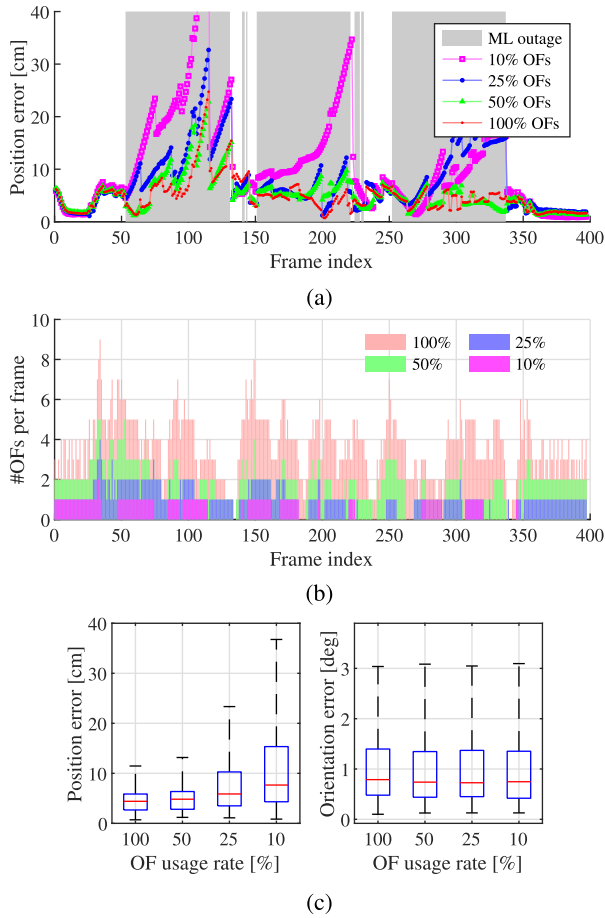 40
30
20
10
0
Position error [cm]
ML outage
10% OFs
25% OFs
50% OFs
100% OFs
0 50 100 150 200 250 300 350 400
Frame index
(a)
10
8
6
4
2
0
#OFs per frame
100% 25%
50% 10%
0 50 100 150 200 250 300 350 400
Frame index
(b)
40
30
20
10
0
Position error [cm]
100 50 25 10
OF usage rate [%]
3
2
1
0
Orientation error [deg]
100 50 25 10
OF usage rate [%]
(c)